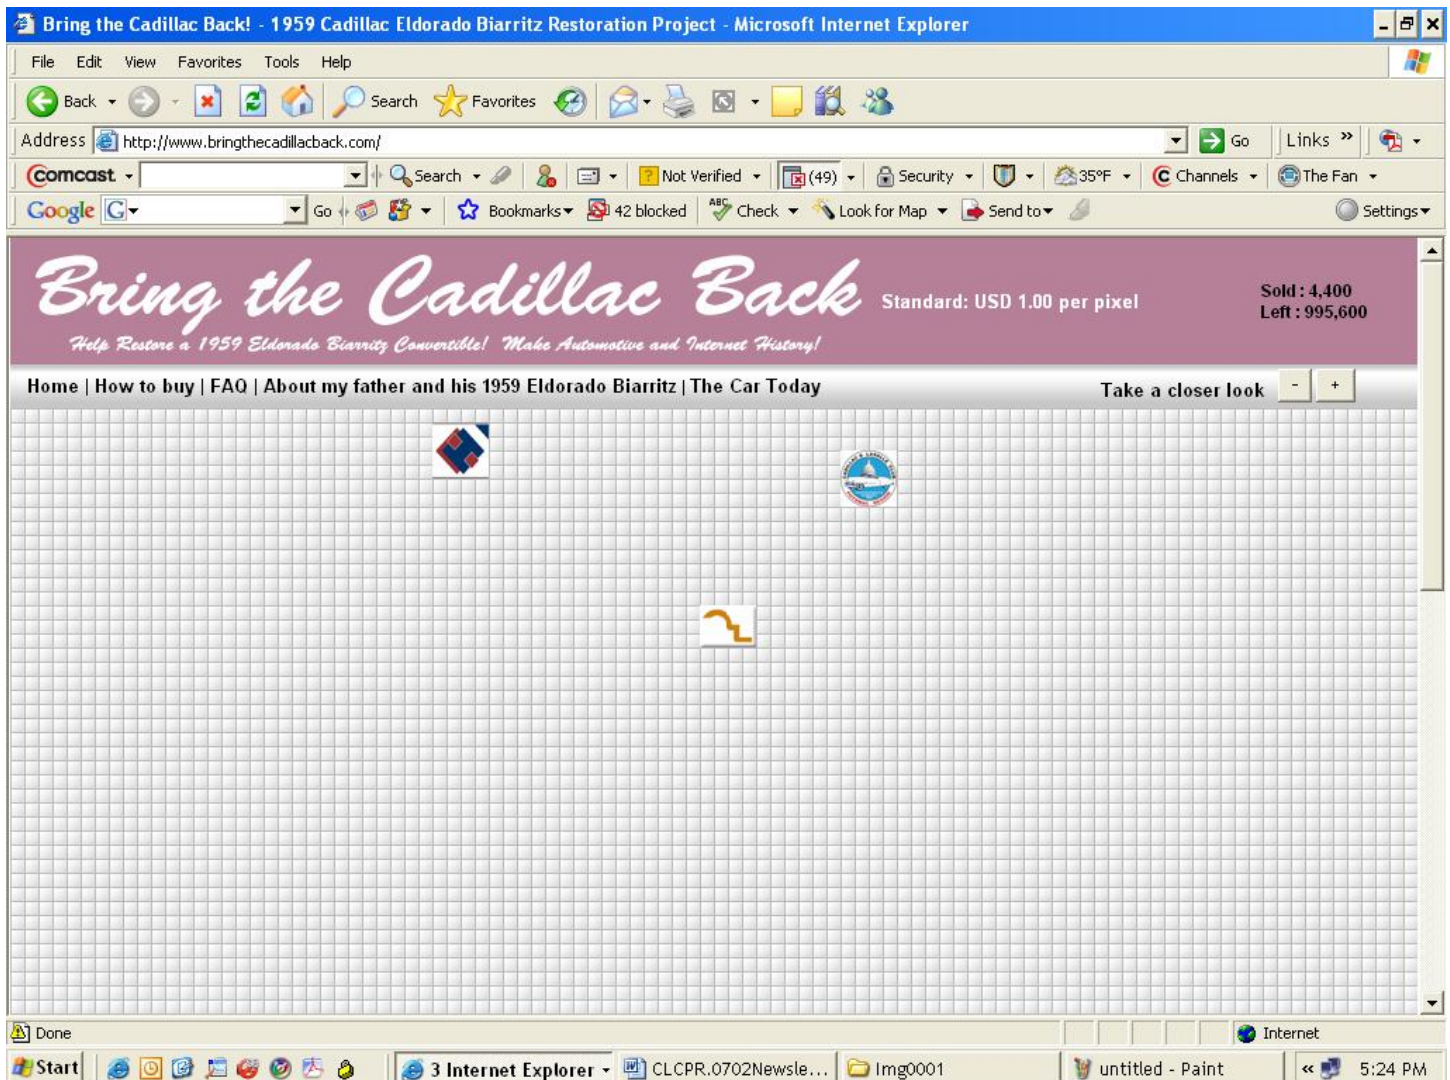 Bring the Cadillac Back! - 1959 Cadillac Eldorado Biarritz Restoration Project - Microsoft Internet Explorer
File Edit View Favorites Tools Help
Back Search Favorites
Address http://www.bringthecadillacback.com/ Go Links »
comcast Search Not Verified (49) Security 35°F Channels The Fan
Google G Go Bookmarks 42 blocked ABC Check Look for Map Send to Settings
Bring the Cadillac Back Standard: USD 1.00 per pixel
Sold : 4,400
Left : 995,600
Help Restore a 1959 Eldorado Biarritz Convertible! Make Automotive and Internet History!
Home | How to buy | FAQ | About my father and his 1959 Eldorado Biarritz | The Car Today Take a closer look - +
Done Internet
Start 3 Internet Explorer CLCPR.0702Newsle... Img0001 untitled - Paint « 5:24 PM